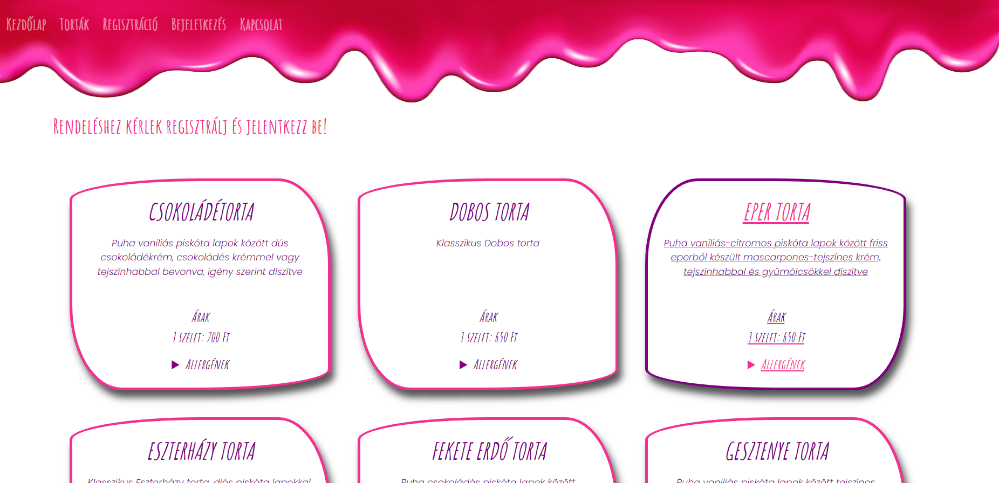 Kezdőlap Torták Regisztráció Bejeletkezés Kapcsolat
Rendeléshez kérlek regisztrálj és jelentkezz be!
CSOKOLÁDÉTORTA
Puha vaniliás piskóta lapok között dús
csokoládékrém, csokoládés krémmel vagy
tejszínhabbal bevonva, igény szerint díszítve
Árak
1 szelet: 700 Ft
Allergének
DOBOS TORTA
Klasszikus Dobos torta
Árak
1 szelet: 650 Ft
Allergének
EPER TORTA
Puha vaniliás-citromos piskóta lapok között friss
eperből készült mascarpones-tejszínes krém,
tejszínhabbal és gyümölcsökkel díszítve
Árak
1 szelet: 650 Ft
Allergének
ESZTERHÁZY TORTA
Klasszikus Eszterházy torta, diós piskóta lapokkal
FEKETE ERDŐ TORTA
Puha csokoládés piskóta lapok között
GESZTENYE TORTA
Puha vaniliás piskóta lapok között tejszínes